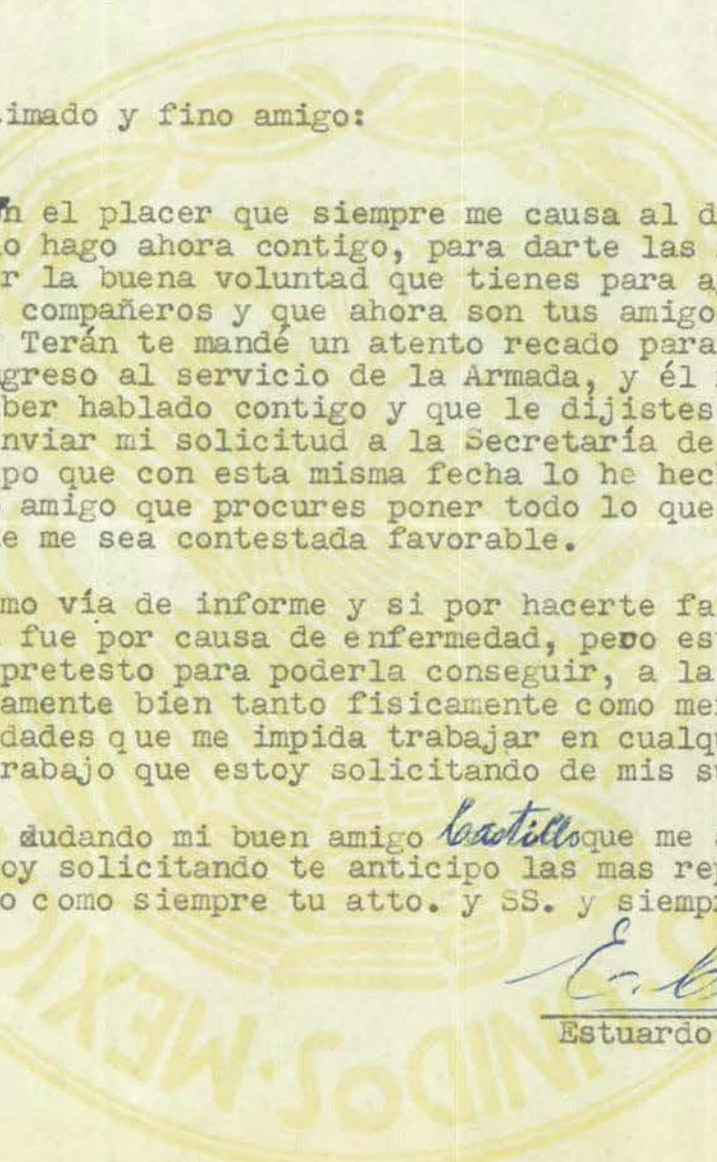 imado y fino amigo:
n el placer que siempre me causa al d
o hago ahora contigo, para darte las
r la buena voluntad que tienes para a
compañeros y que ahora son tus amigo
Terán te mandé un atento recado para
greso al servicio de la Armada, y él
ber hablado contigo y que le dijistes
nviar mi solicitud a la Secretaría de
po que con esta misma fecha lo he hec
amigo que procures poner todo lo que
e me sea contestada favorable.
mo vía de informe y si por hacerte fa
fue por causa de enfermedad, pero es
pretesto para poderla conseguir, a la
amente bien tanto fisicamente como me
dades que me impida trabajar en cualq
rabajo que estoy solicitando de mis s
dudando mi buen amigo Castillo que me
oy solicitando te anticipo las mas re
o como siempre tu atto. y SS. y siemp
E.
Estuardo